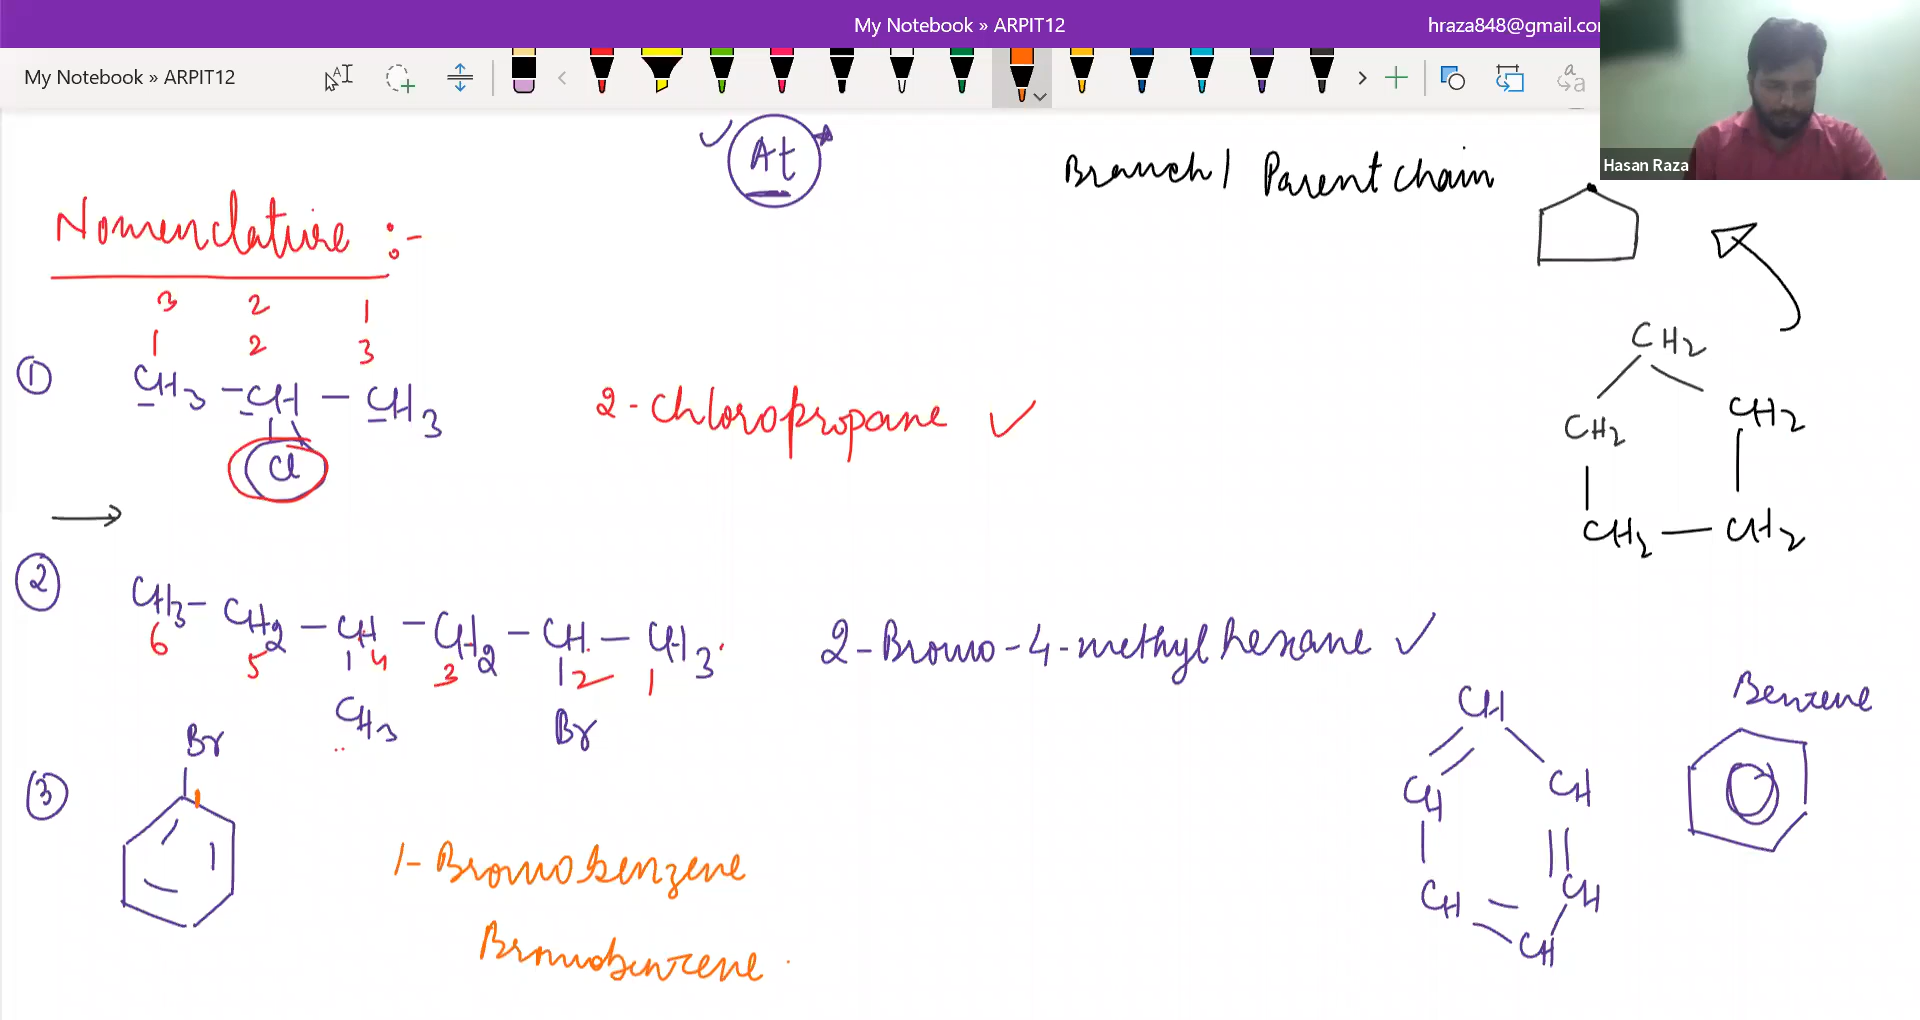 My Notebook » ARPIT12
hraza848@gmail.co
My Notebook » ARPIT12
Hasan Raza
At
Branch / Parent chain
Nomenclature :-
3 2 1
1 2 3
① CH3 - CH - CH3
Cl
2-Chloropropane ✓
CH2
CH2 CH2
CH2 - CH2
→
② CH3 - CH2 - CH - CH2 - CH - CH3
6 5 4 3 2 1
CH3 Br
2-Bromo-4-methylhexane ✓
③ Br
1
1-Bromobenzene
Bromobenzene
CH
CH CH
CH CH
CH
Benzene